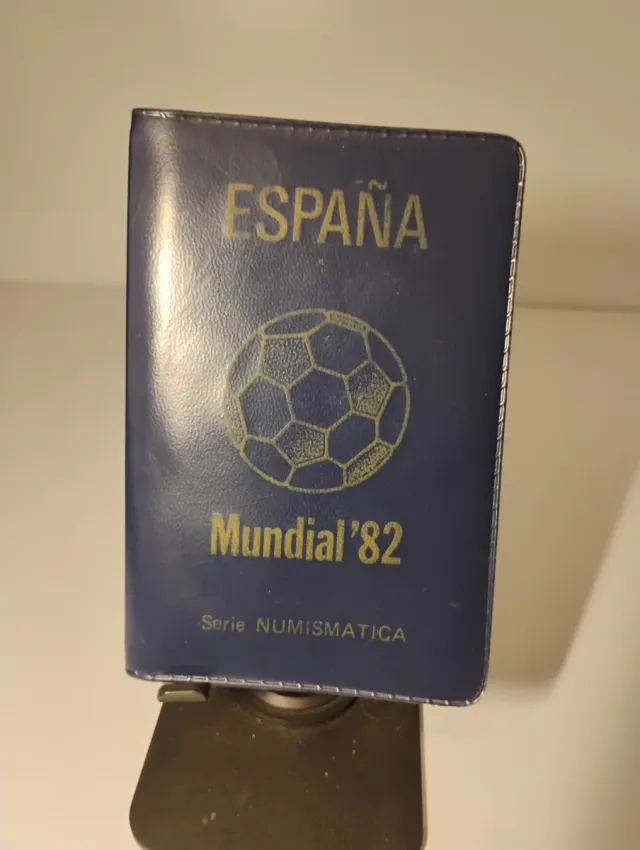 ESPAÑA
Mundial '82
Serie NUMISMATICA